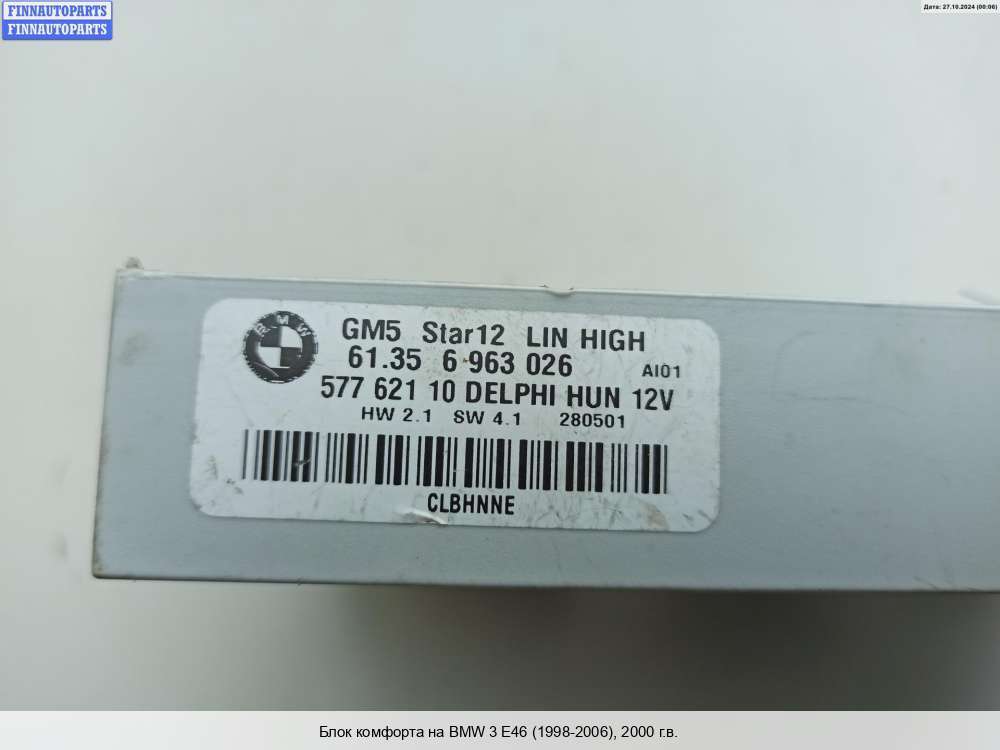 FINNAUTOPARTS
FINNAUTOPARTS
Дата: 27.10.2024 (00:06)
BMW
GM5 Star12 LIN HIGH
61.35 6 963 026 AI01
577 621 10 DELPHI HUN 12V
HW 2.1 SW 4.1 280501
CLBHNNE
Блок комфорта на BMW 3 E46 (1998-2006), 2000 г.в.